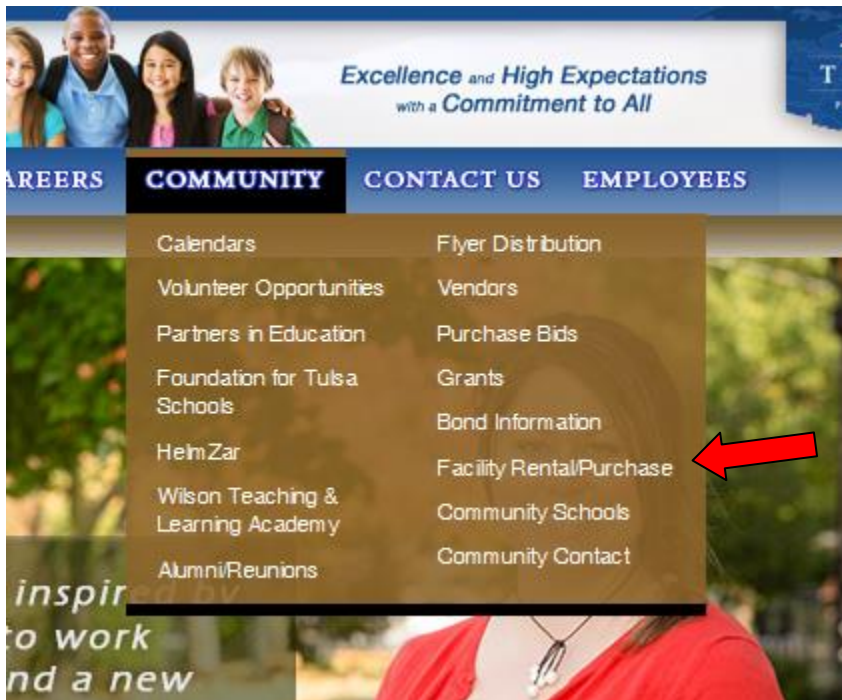 Excellence and High Expectations
with a Commitment to All
T
AREERS COMMUNITY CONTACT US EMPLOYEES
Calendars
Volunteer Opportunities
Partners in Education
Foundation for Tulsa
Schools
HelmZar
Wilson Teaching &
Learning Academy
Alumni/Reunions
Flyer Distribution
Vendors
Purchase Bids
Grants
Bond Information
Facility Rental/Purchase
Community Schools
Community Contact
inspired by
to work
nd a new